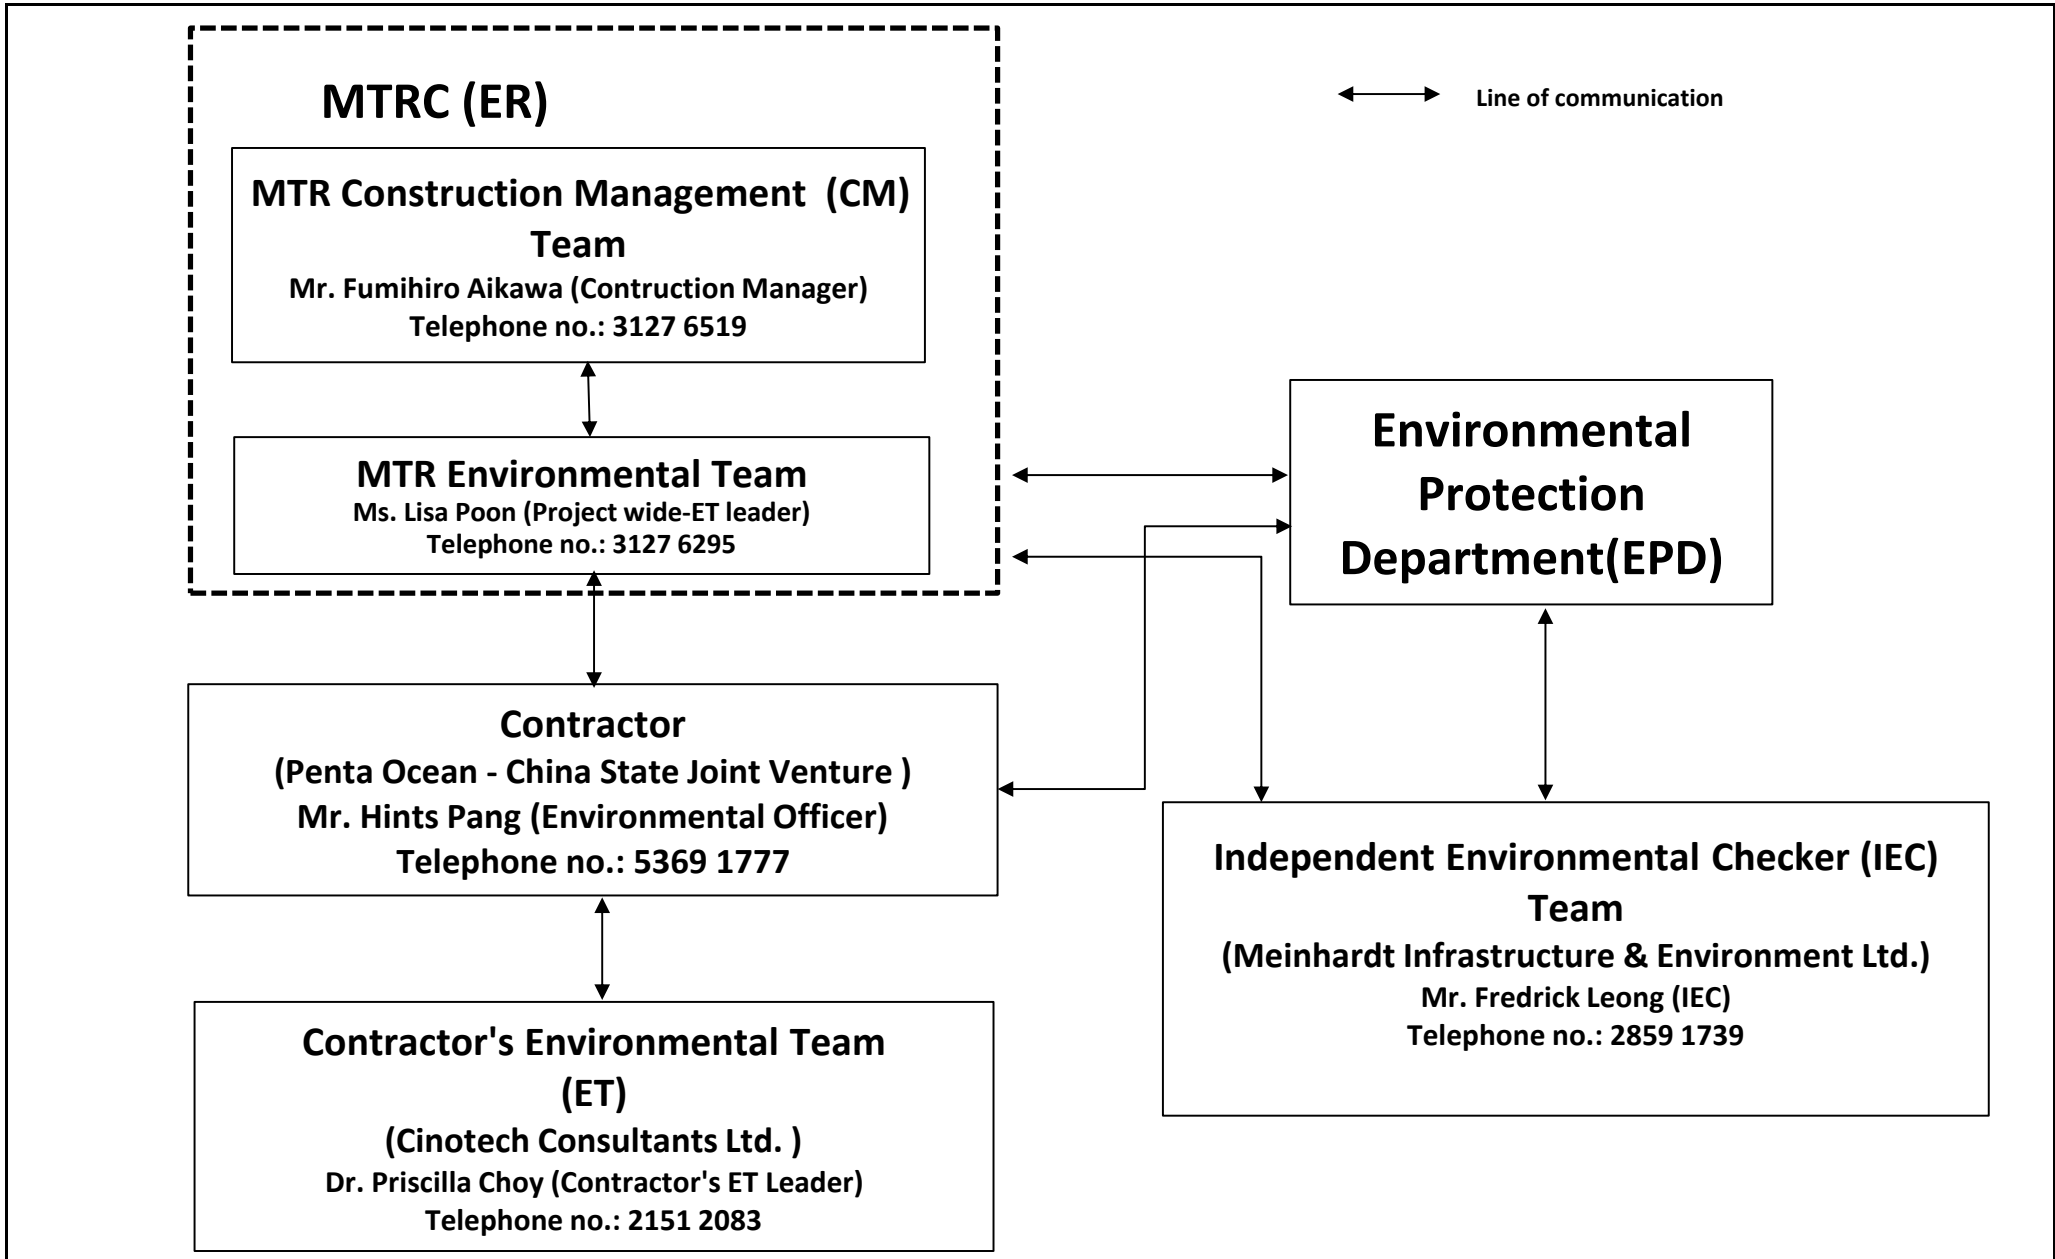 MTRC (ER)
Line of communication
MTR Construction Management (CM)
Team
Mr. Fumihiro Aikawa (Contruction Manager)
Telephone no.: 3127 6519
MTR Environmental Team
Ms. Lisa Poon (Project wide-ET leader)
Telephone no.: 3127 6295
Environmental
Protection
Department(EPD)
Contractor
(Penta Ocean - China State Joint Venture )
Mr. Hints Pang (Environmental Officer)
Telephone no.: 5369 1777
Independent Environmental Checker (IEC)
Team
(Meinhardt Infrastructure & Environment Ltd.)
Mr. Fredrick Leong (IEC)
Telephone no.: 2859 1739
Contractor's Environmental Team
(ET)
(Cinotech Consultants Ltd. )
Dr. Priscilla Choy (Contractor's ET Leader)
Telephone no.: 2151 2083